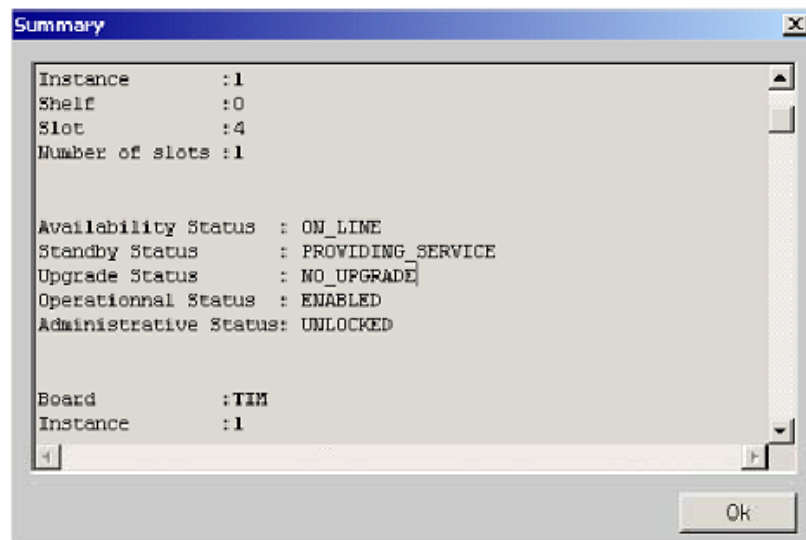 Summary
Instance :1
Shelf :0
Slot :4
Number of slots :1
Availability Status : ON_LINE
Standby Status : PROVIDING_SERVICE
Upgrade Status : NO_UPGRADE
Operationnal Status : ENABLED
Administrative Status: UNLOCKED
Board :TIM
Instance :1
Ok